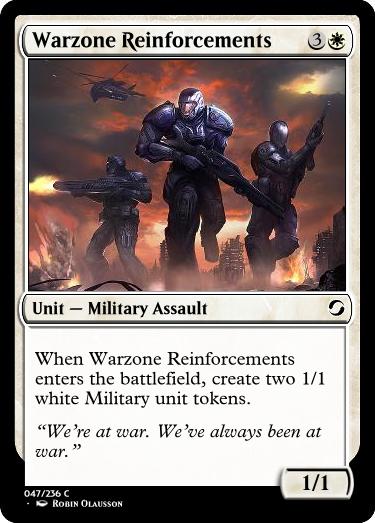 Warzone Reinforcements 3
Unit — Military Assault
When Warzone Reinforcements
enters the battlefield, create two 1/1
white Military unit tokens.
“We're at war. We've always been at
war.”
1/1
047/236 C
· Robin Olausson